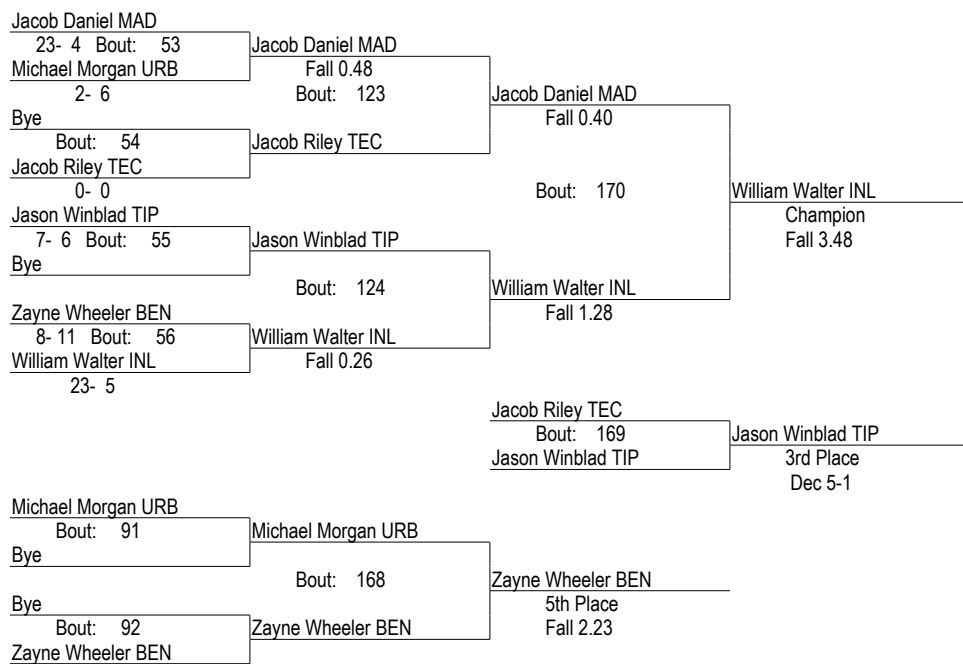 Jacob Daniel MAD
23- 4 Bout: 53
Jacob Daniel MAD
Michael Morgan URB
Fall 0.48
2- 6
Bout: 123
Jacob Daniel MAD
Bye
Fall 0.40
Bout: 54
Jacob Riley TEC
Jacob Riley TEC
0- 0
Bout: 170
William Walter INL
Jason Winblad TIP
Champion
7- 6 Bout: 55
Jason Winblad TIP
Fall 3.48
Bye
Bout: 124
William Walter INL
Zayne Wheeler BEN
Fall 1.28
8- 11 Bout: 56
William Walter INL
William Walter INL
Fall 0.26
23- 5
Jacob Riley TEC
Bout: 169
Jason Winblad TIP
Jason Winblad TIP
3rd Place
Dec 5-1
Michael Morgan URB
Bout: 91
Michael Morgan URB
Bye
Bout: 168
Zayne Wheeler BEN
Bye
5th Place
Bout: 92
Zayne Wheeler BEN
Fall 2.23
Zayne Wheeler BEN